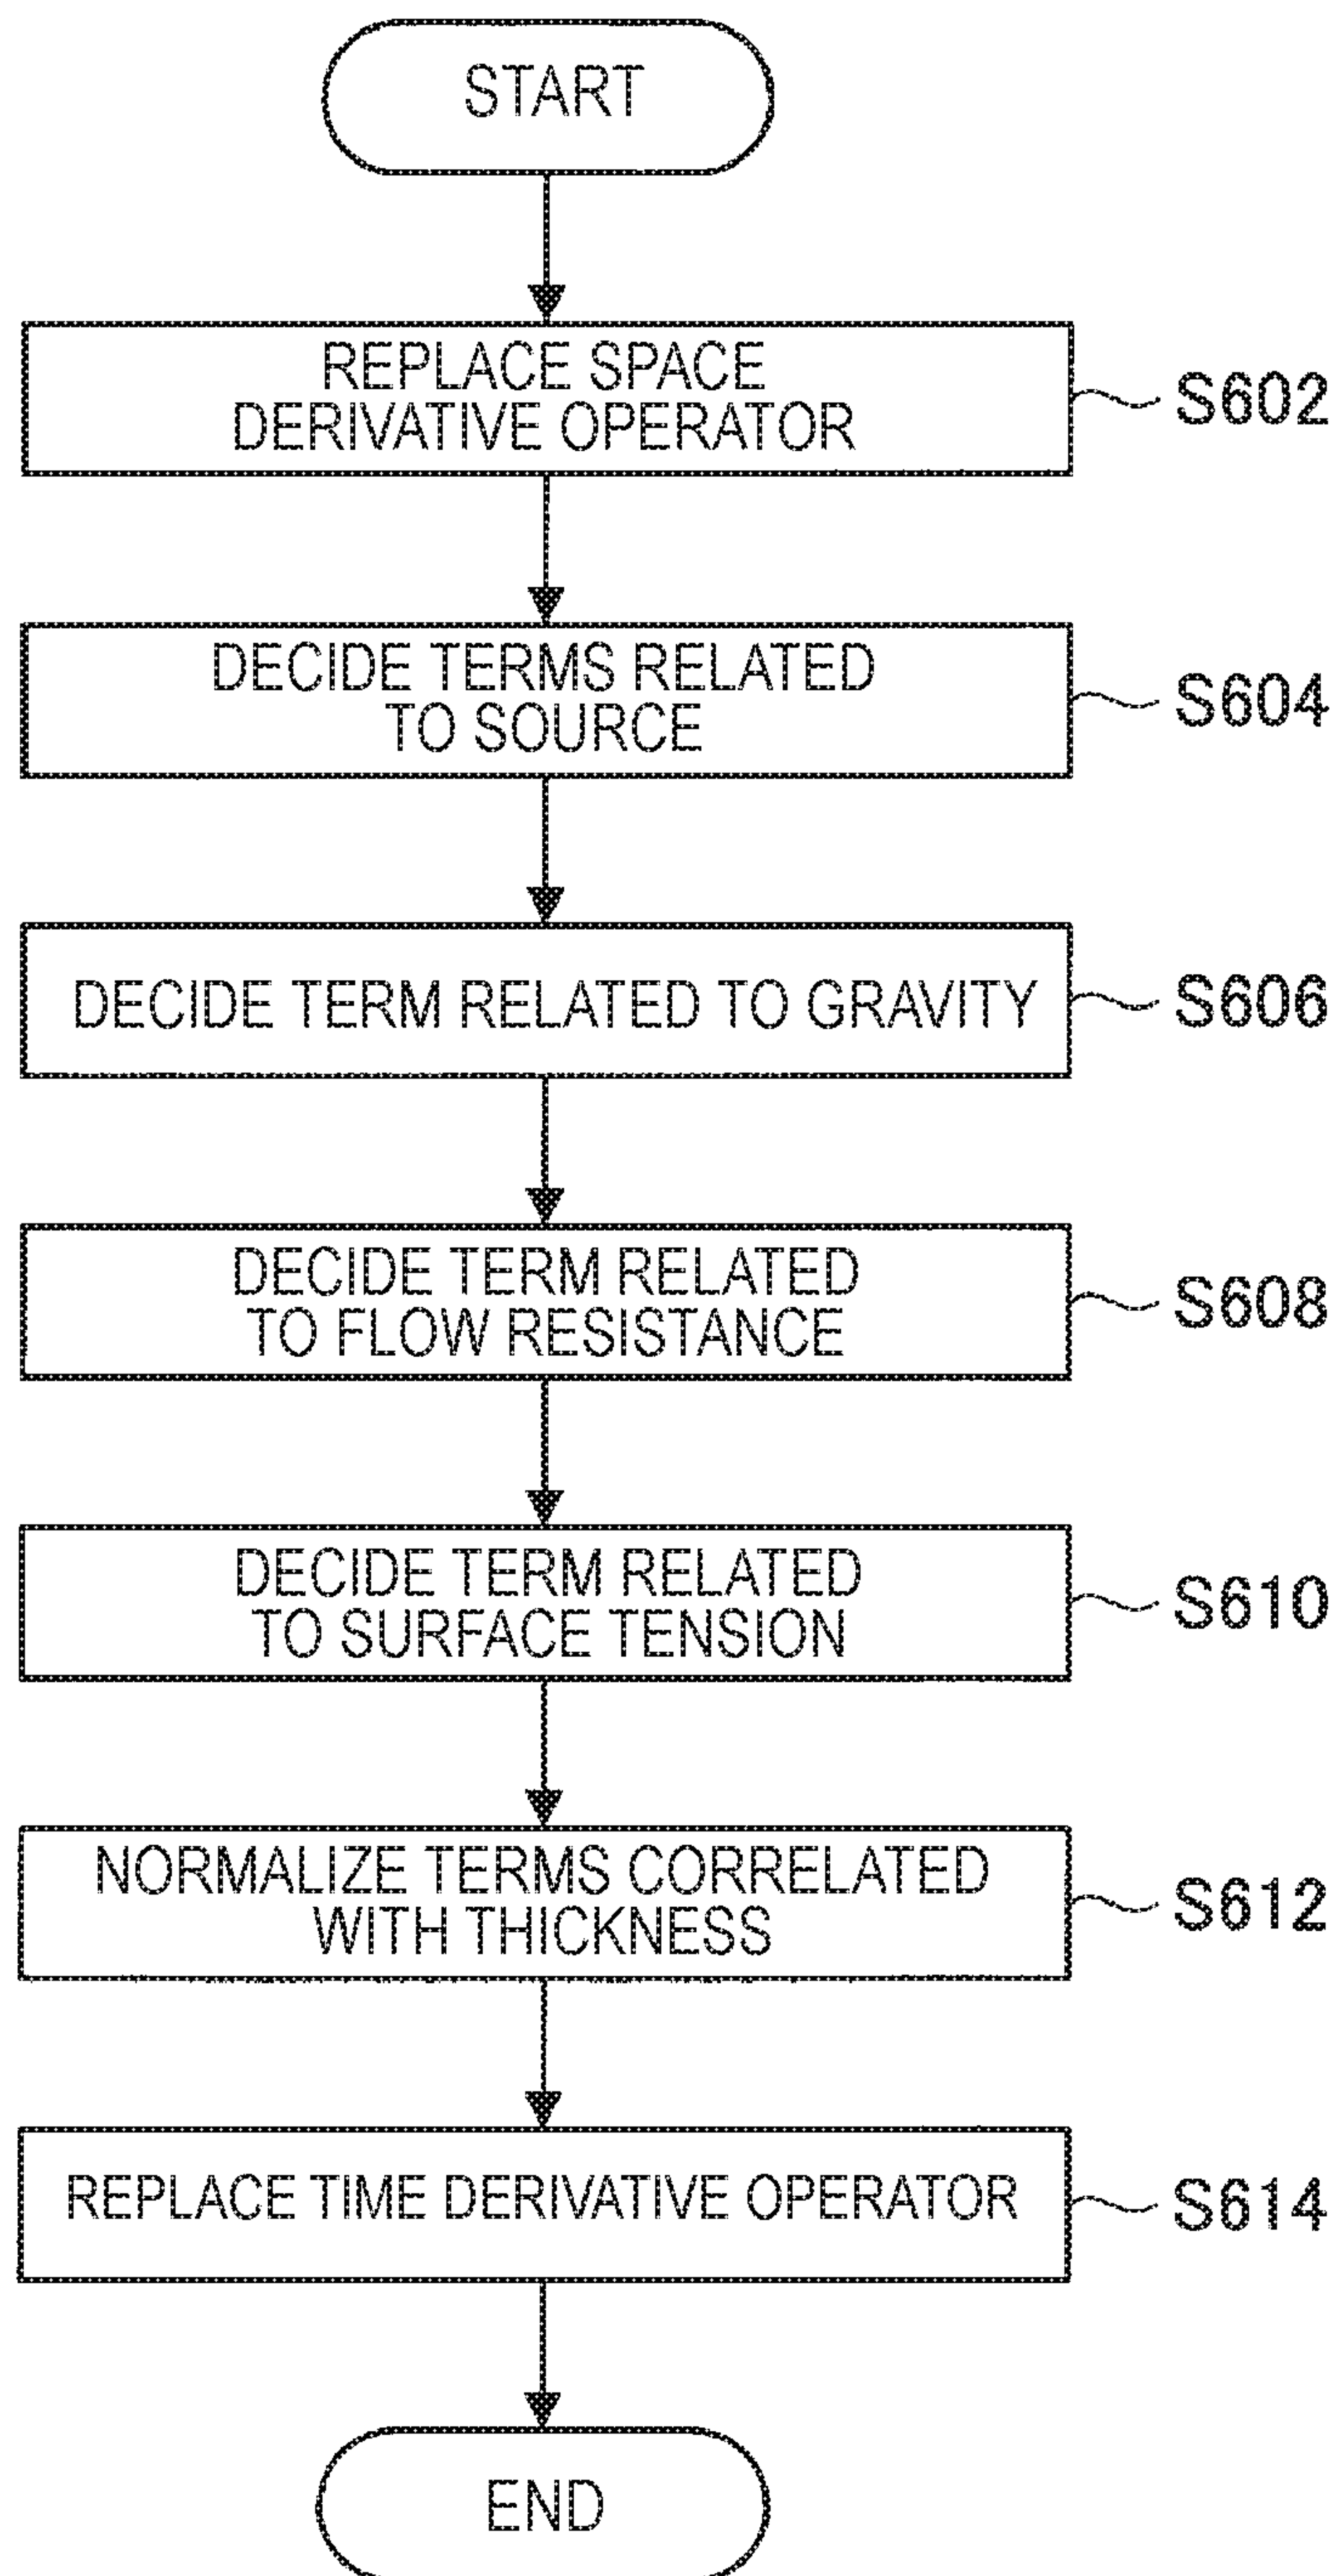 START
REPLACE SPACE
DERIVATIVE OPERATOR
S602
DECIDE TERMS RELATED
TO SOURCE
S604
DECIDE TERM RELATED TO GRAVITY
S606
DECIDE TERM RELATED
TO FLOW RESISTANCE
S608
DECIDE TERM RELATED
TO SURFACE TENSION
S610
NORMALIZE TERMS CORRELATED
WITH THICKNESS
S612
REPLACE TIME DERIVATIVE OPERATOR
S614
END